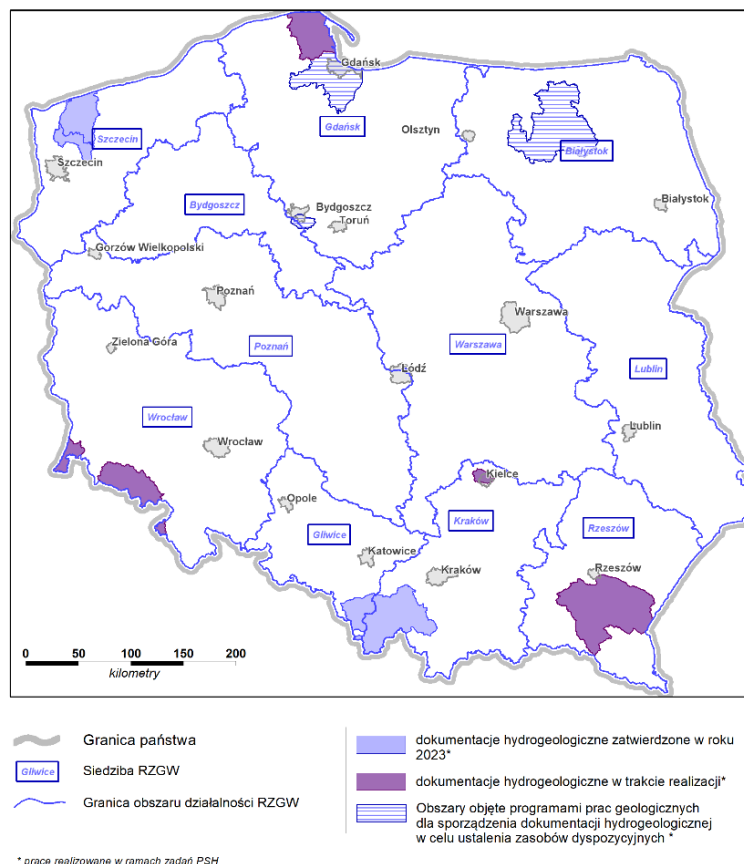 Gdańsk
Gdańsk
Olsztyn
Szczecin
Szczecin
Białystok
Białystok
Bydgoszcz
Bydgoszcz
Toruń
Gorzów Wielkopolski
Poznań
Warszawa
Zielona Góra
Poznań
Warszawa
Łódź
Lublin
Wrocław
Wrocław
Lublin
Kielce
Opole
Kraków
Rzeszów
Gliwice
Katowice
Kraków
Rzeszów
0 50 100 150 200
kilometry
Granica państwa
Gliwice Siedziba RZGW
Granica obszaru działalności RZGW
dokumentacje hydrogeologiczne zatwierdzone w roku
2023*
dokumentacje hydrogeologiczne w trakcie realizacji*
Obszary objęte programami prac geologicznych
dla sporządzenia dokumentacji hydrogeologicznej
w celu ustalenia zasobów dyspozycyjnych *
* prace realizowane w ramach zadań PSH